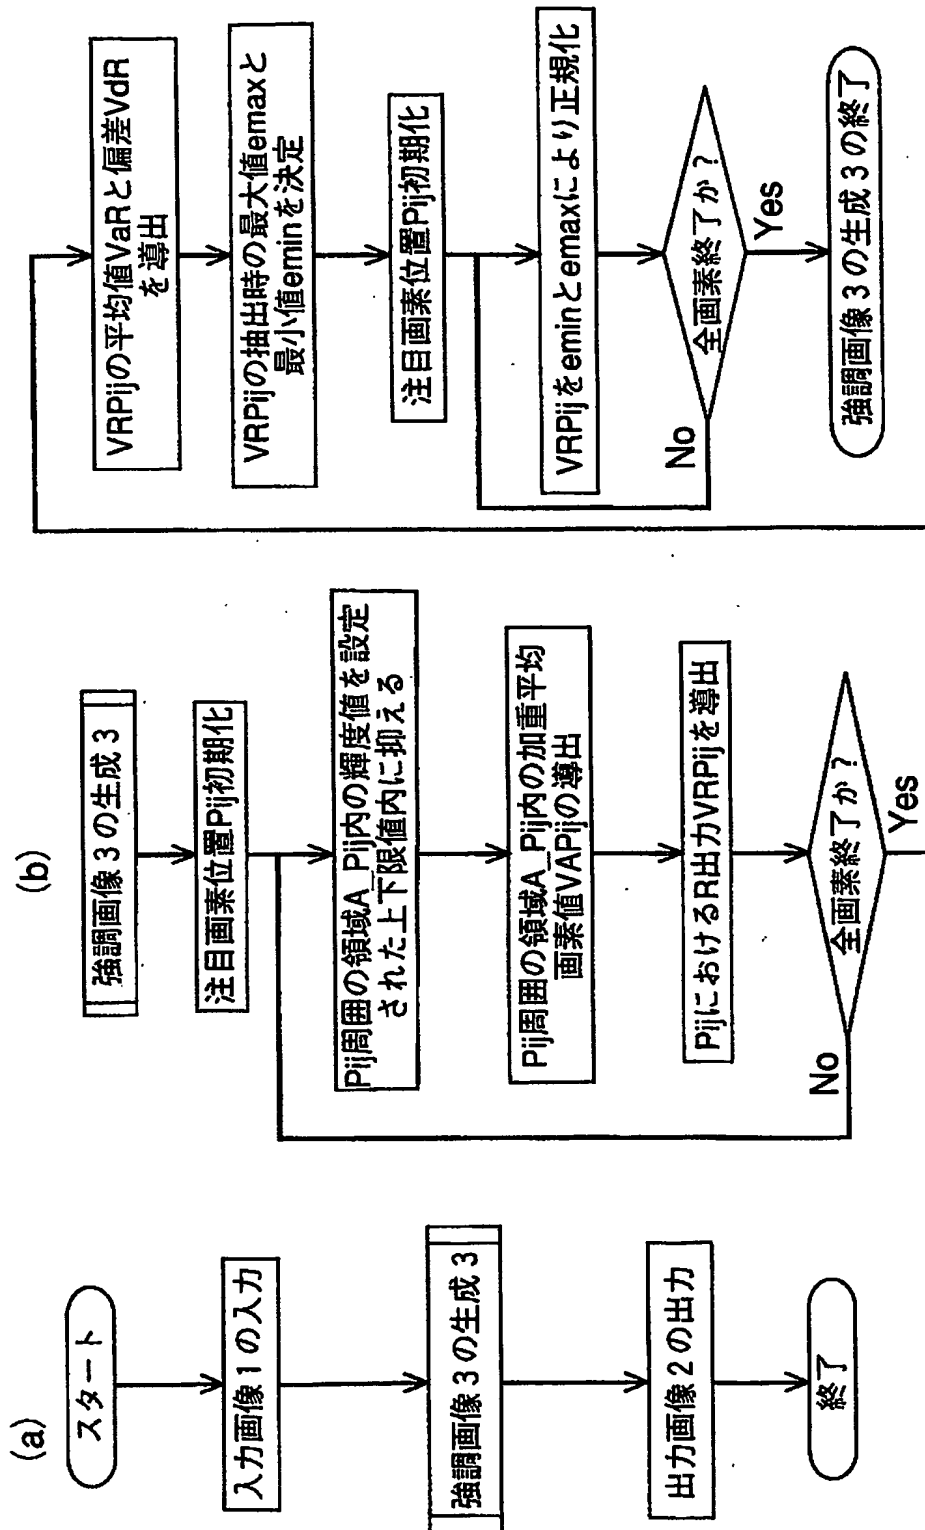 (a)
スタート
入力画像1の入力
強調画像3の生成3
出力画像2の出力
終了
(b)
強調画像3の生成3
注目画素位置Pij初期化
Pij周囲の領域A_Pij内の輝度値を設定
された上下限値内に抑える
Pij周囲の領域A_Pij内の加重平均
画素値VAPijの導出
PijにおけるR出力VRPijを導出
全画素終了か？
No
Yes
VRPijの平均値VaRと偏差VdR
を導出
VRPijの抽出時の最大値emaxと
最小値eminを決定
注目画素位置Pij初期化
VRPijをeminとemaxにより正規化
全画素終了か？
No
Yes
強調画像3の生成3の終了